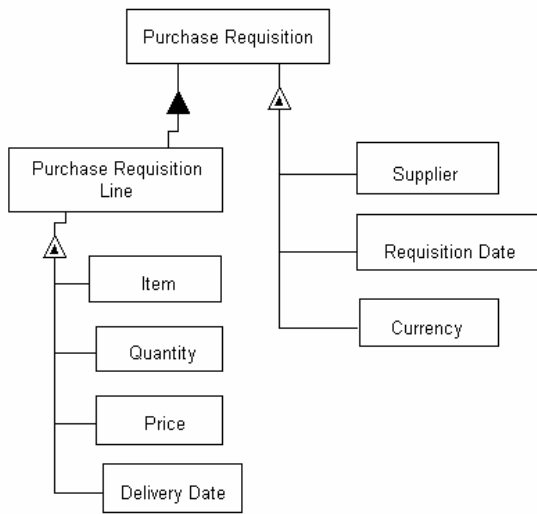 Purchase Requisition
Purchase Requisition
Line
Supplier
Requisition Date
Item
Currency
Quantity
Price
Delivery Date